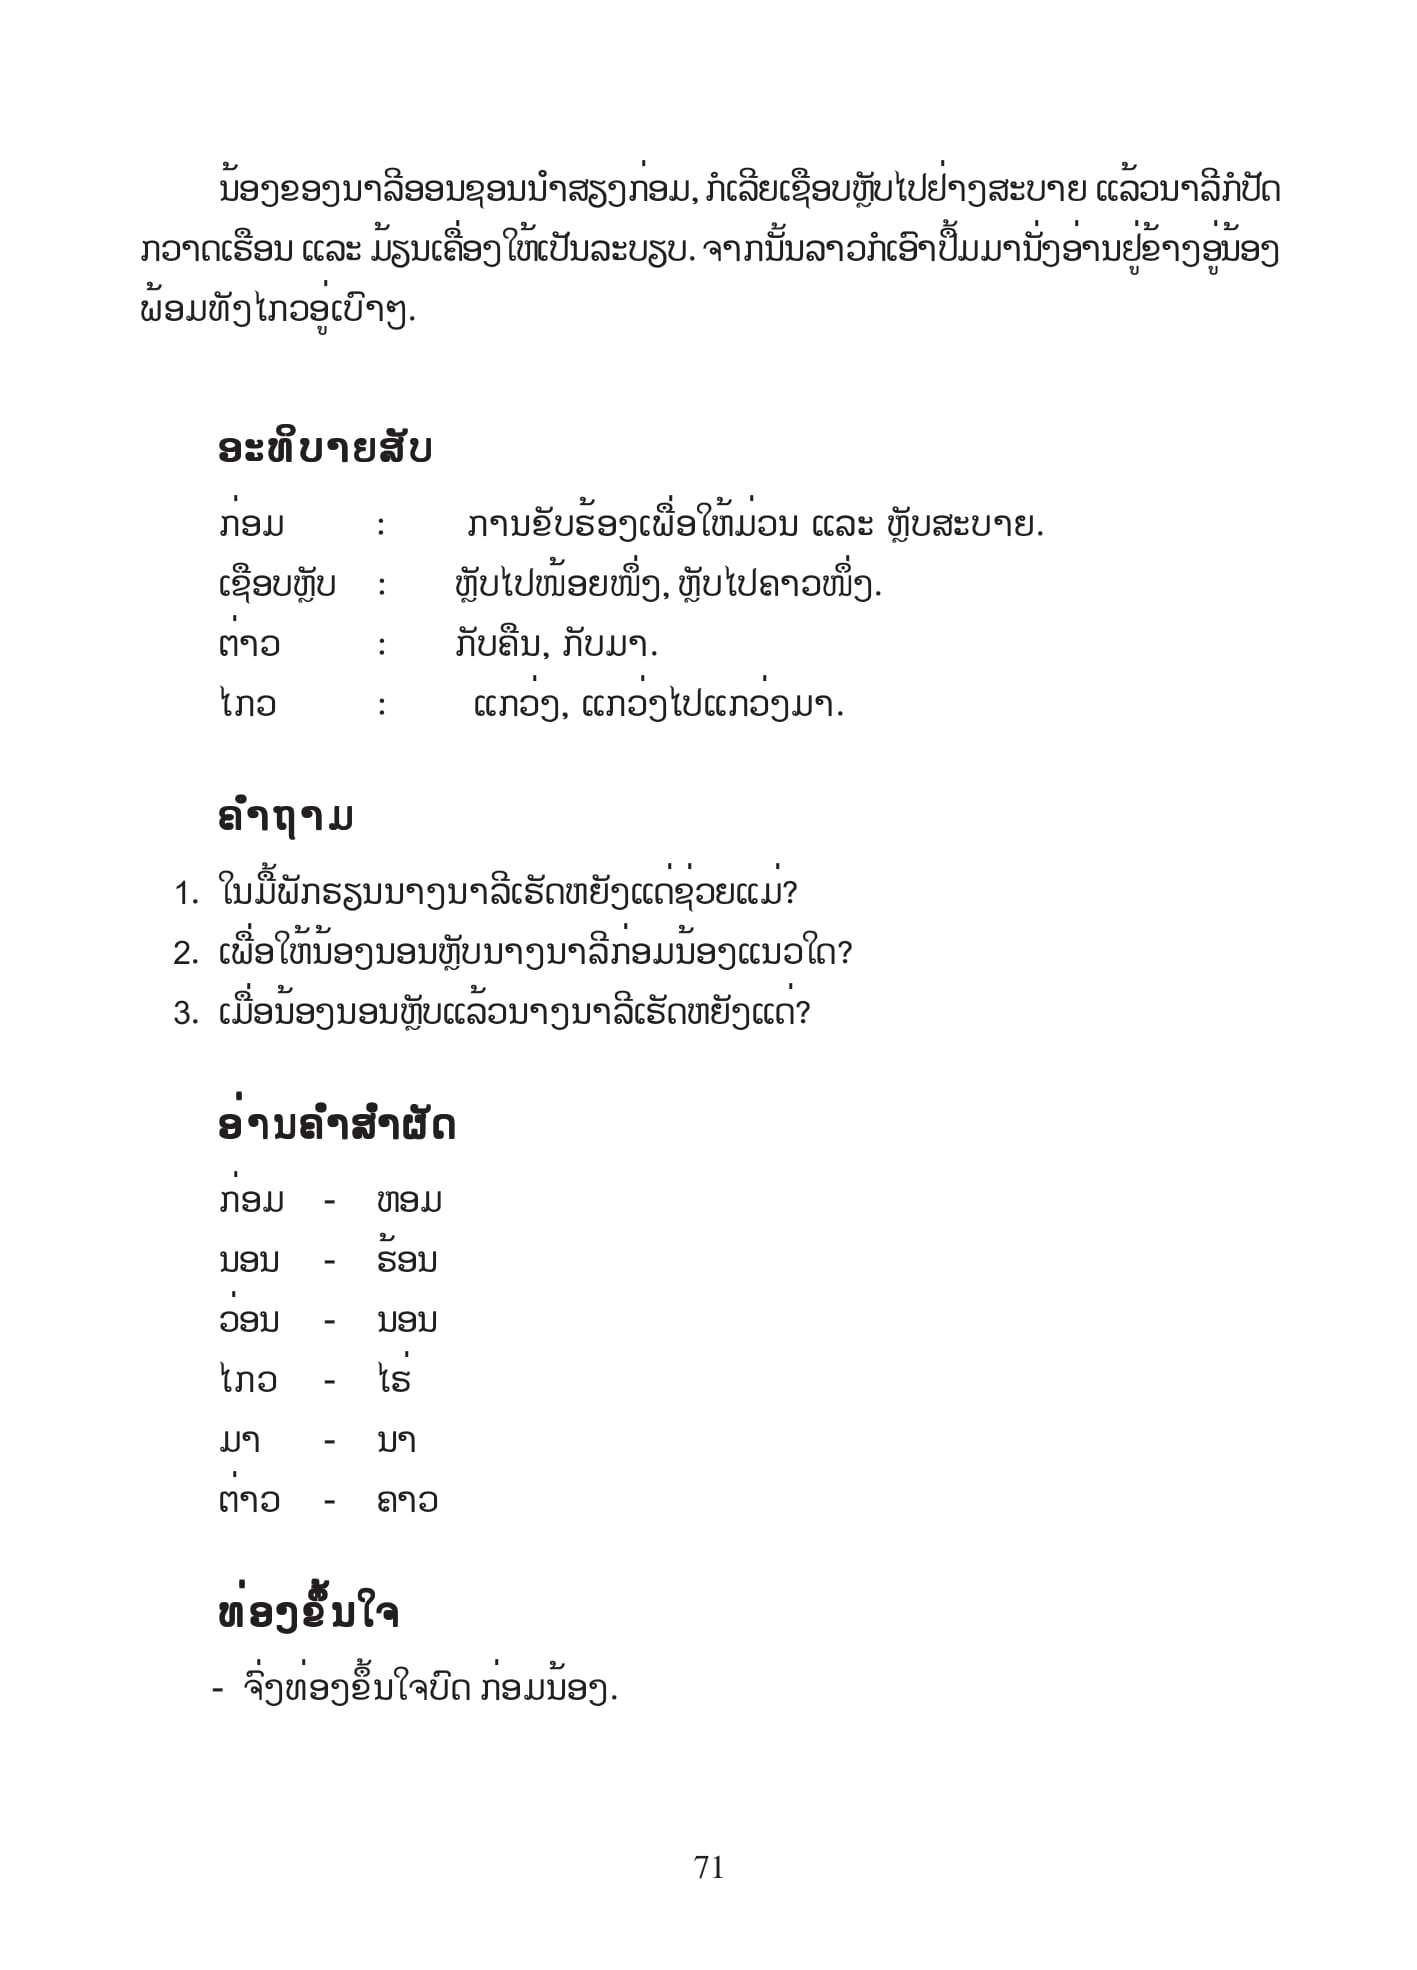 ນ້ອງຂອງນາລີອອນຊອນນຳສຽງກ່ອມ, ກໍເລີຍເຊືອບຫຼັບໄປຢ່າງສະບາຍ ແລ້ວນາລີກໍປັດ
ກວາດເຮືອນ ແລະ ມ້ຽນເຄື່ອງໃຫ້ເປັນລະບຽບ. ຈາກນັ້ນລາວກໍເອົາປື້ມມານັ່ງອ່ານຢູ່ຂ້າງອູ່ນ້ອງ
ພ້ອມທັງໄກວອູ່ເບົາໆ.
ອະທິບາຍສັບ
ກ່ອມ : ການຂັບຮ້ອງເພື່ອໃຫ້ມ່ວນ ແລະ ຫຼັບສະບາຍ.
ເຊືອບຫຼັບ : ຫຼັບໄປໜ້ອຍໜຶ່ງ, ຫຼັບໄປຄາວໜຶ່ງ.
ຕ່າວ : ກັບຄືນ, ກັບມາ.
ໄກວ : ແກວ່ງ, ແກວ່ງໄປແກວ່ງມາ.
ຄຳຖາມ
1. ໃນມື້ພັກຮຽນນາງນາລີເຮັດຫຍັງແດ່ຊ່ວຍແມ່?
2. ເພື່ອໃຫ້ນ້ອງນອນຫຼັບນາງນາລີກ່ອມນ້ອງແນວໃດ?
3. ເມື່ອນ້ອງນອນຫຼັບແລ້ວນາງນາລີເຮັດຫຍັງແດ່?
ອ່ານຄຳສຳຜັດ
ກ່ອມ - ຫອມ
ນອນ - ຮ້ອນ
ວ່ອນ - ນອນ
ໄກວ - ໄຮ່
ມາ - ນາ
ຕ່າວ - ຄາວ
ທ່ອງຂຶ້ນໃຈ
- ຈົ່ງທ່ອງຂຶ້ນໃຈບົດ ກ່ອມນ້ອງ.
71